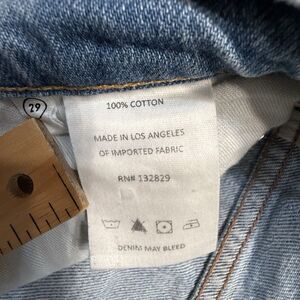 29
100% COTTON
MADE IN LOS ANGELES
OF IMPORTED FABRIC
RN# 132829
DENIM MAY BLEED